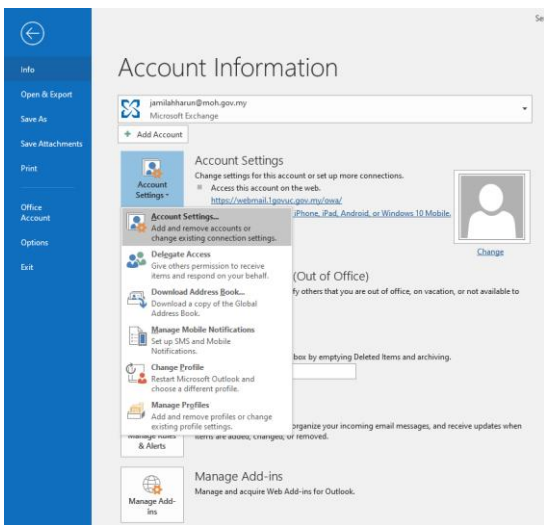 Se
Info
Open & Export
Save As
Save Attachments
Print
Office
Account
Options
Exit
Account Information
jamilahharun@moh.gov.my
Microsoft Exchange
Add Account
Account
Settings
Account Settings
Change settings for this account or set up more connections.
Access this account on the web.
https://webmail.1govuc.gov.my/owa/
iPhone, iPad, Android, or Windows 10 Mobile.
Change
Account Settings...
Add and remove accounts or
change existing connection settings.
Delegate Access
Give others permission to receive
items and respond on your behalf.
Download Address Book...
Download a copy of the Global
Address Book.
Manage Mobile Notifications
Set up SMS and Mobile
Notifications.
Change Profile
Restart Microsoft Outlook and
choose a different profile.
Manage Profiles
Add and remove profiles or change
existing profile settings.
(Out of Office)
fy others that you are out of office, on vacation, or not available to
box by emptying Deleted Items and archiving.
organize your incoming email messages, and receive updates when
items are added, changed, or removed.
Manage Rules
& Alerts
Manage Add-
ins
Manage Add-ins
Manage and acquire Web Add-ins for Outlook.